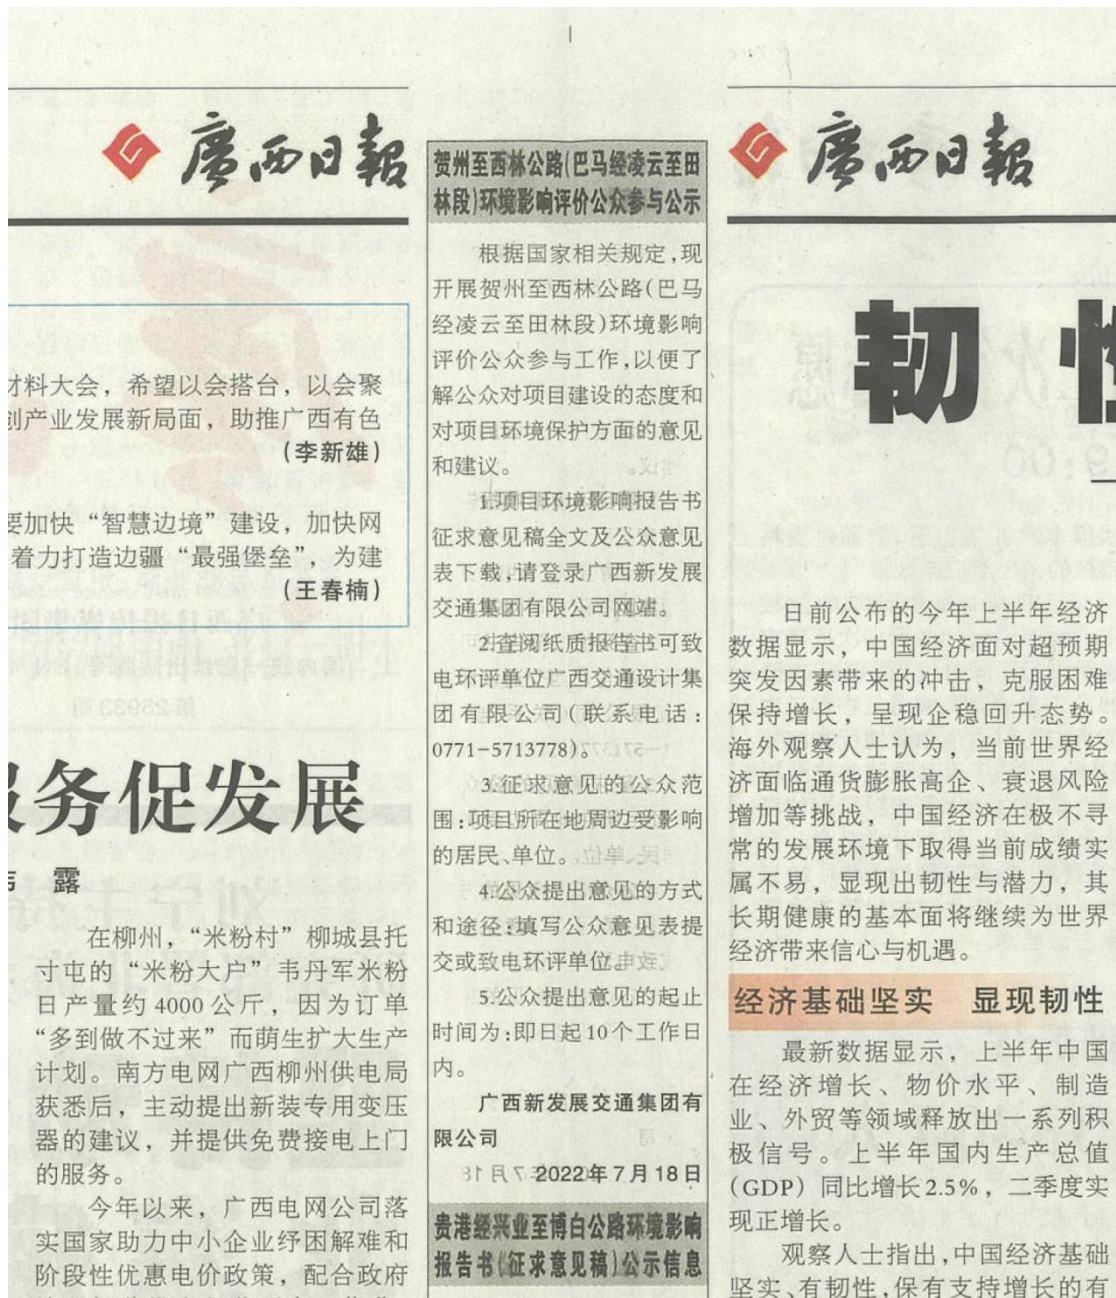 廣西日報
材料大会，希望以会搭台，以会聚
创产业发展新局面，助推广西有色
（李新雄）
要加快“智慧边境”建设，加快网
着力打造边疆“最强堡垒”，为建
（王春楠）
服务促发展
露
在柳州，“米粉村”柳城县托
寸屯的“米粉大户”韦丹军米粉
日产量约4000公斤，因为订单
“多到做不过来”而萌生扩大生产
计划。南方电网广西柳州供电局
获悉后，主动提出新装专用变压
器的建议，并提供免费接电上门
的服务。
今年以来，广西电网公司落
实国家助力中小企业纾困解难和
阶段性优惠电价政策，配合政府
贺州至西林公路(巴马经凌云至田
林段)环境影响评价公众参与公示
根据国家相关规定,现
开展贺州至西林公路(巴马
经凌云至田林段)环境影响
评价公众参与工作,以便了
解公众对项目建设的态度和
对项目环境保护方面的意见
和建议。
1.项目环境影响报告书
征求意见稿全文及公众意见
表下载,请登录广西新发展
交通集团有限公司网站。
2.查阅纸质报告书可致
电环评单位广西交通设计集
团有限公司(联系电话:
0771-5713778)。
3.征求意见的公众范
围:项目所在地周边受影响
的居民、单位。
4.公众提出意见的方式
和途径:填写公众意见表提
交或致电环评单位。
5.公众提出意见的起止
时间为:即日起10个工作日
内。
广西新发展交通集团有
限公司
2022年7月18日
贵港经兴业至博白公路环境影响
报告书(征求意见稿)公示信息
廣西日報
韧 性
日前公布的今年上半年经济
数据显示，中国经济面对超预期
突发因素带来的冲击，克服困难
保持增长，呈现企稳回升态势。
海外观察人士认为，当前世界经
济面临通货膨胀高企、衰退风险
增加等挑战，中国经济在极不寻
常的发展环境下取得当前成绩实
属不易，显现出韧性与潜力，其
长期健康的基本面将继续为世界
经济带来信心与机遇。
经济基础坚实 显现韧性
最新数据显示，上半年中国
在经济增长、物价水平、制造
业、外贸等领域释放出一系列积
极信号。上半年国内生产总值
（GDP）同比增长2.5%，二季度实
现正增长。
观察人士指出,中国经济基础
坚实、有韧性,保有支持增长的有